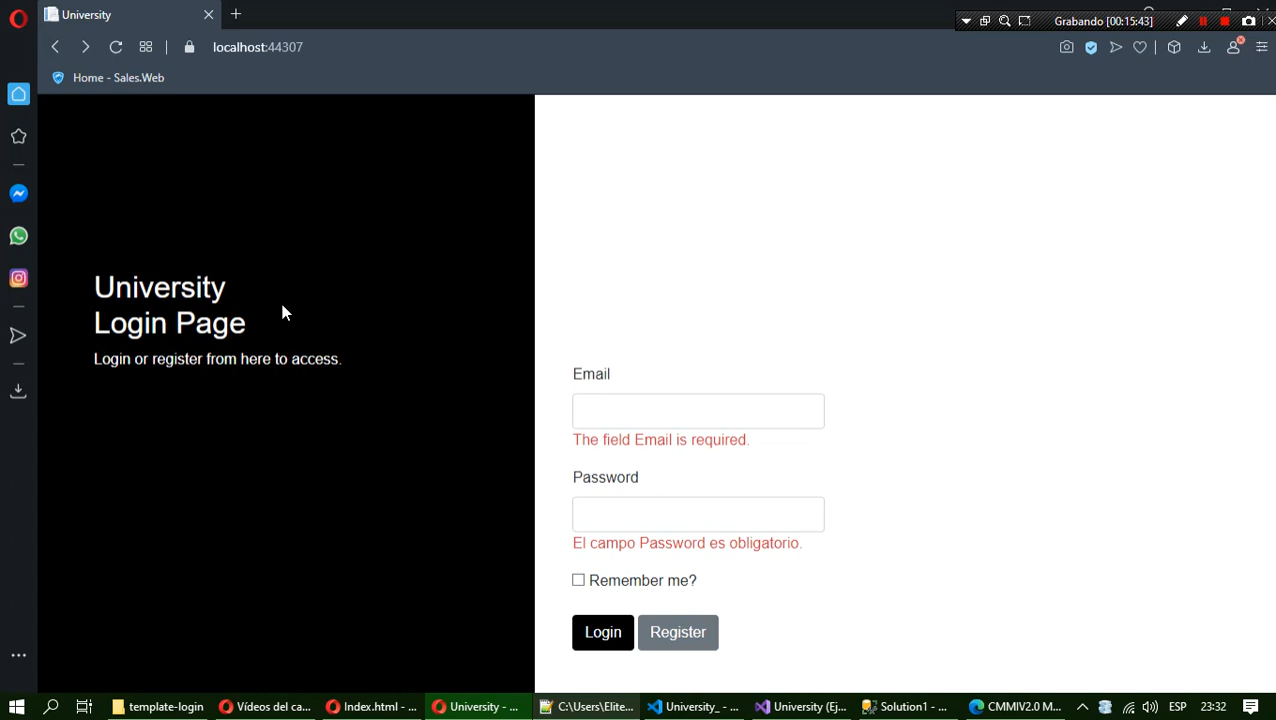 University
Grabando [00:15:43]
localhost:44307
Home - Sales.Web
University
Login Page
Login or register from here to access.
Email
The field Email is required.
Password
El campo Password es obligatorio.
Remember me?
Login Register
template-login
Vídeos del ca...
Index.html - ...
University - ...
C:\Users\Elite...
University_ - ...
University (Ej...
Solution1 - ...
CMMIV2.0 M...
ESP
23:32